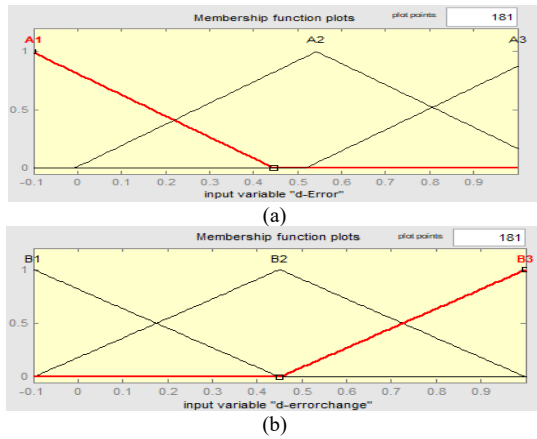 Membership function plots plot points: 181
A1 A2 A3
1
0.5
0
-0.1 0 0.1 0.2 0.3 0.4 0.5 0.6 0.7 0.8 0.9
input variable "d-Error"
(a)
Membership function plots plot points: 181
B1 B2 B3
1
0.5
0
-0.1 0 0.1 0.2 0.3 0.4 0.5 0.6 0.7 0.8 0.9
input variable "d-errorchange"
(b)